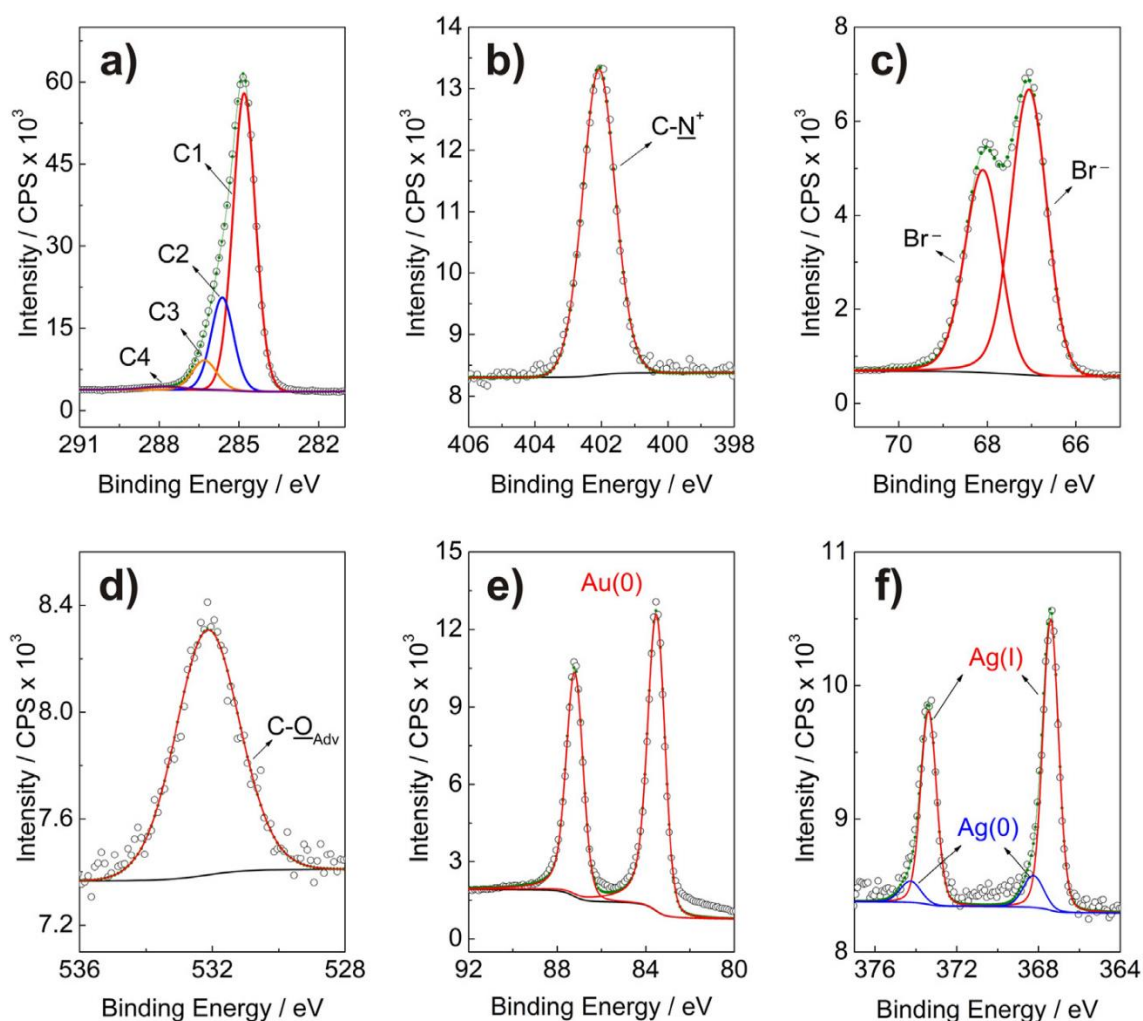 a)
Intensity / CPS x 10³
60
45
30
15
0
C1
C2
C3
C4
291
288
285
282
Binding Energy / eV
b)
Intensity / CPS x 10³
14
13
12
11
10
9
8
C-N⁺
406
404
402
400
398
Binding Energy / eV
c)
Intensity / CPS x 10³
8
6
4
2
0
Br⁻
Br⁻
70
68
66
Binding Energy / eV
d)
Intensity / CPS x 10³
8.4
8.0
7.6
7.2
C-O_Adv
536
532
528
Binding Energy / eV
e)
Intensity / CPS x 10³
15
12
9
6
3
0
Au(0)
92
88
84
80
Binding Energy / eV
f)
Intensity / CPS x 10³
11
10
9
8
Ag(I)
Ag(0)
376
372
368
364
Binding Energy / eV